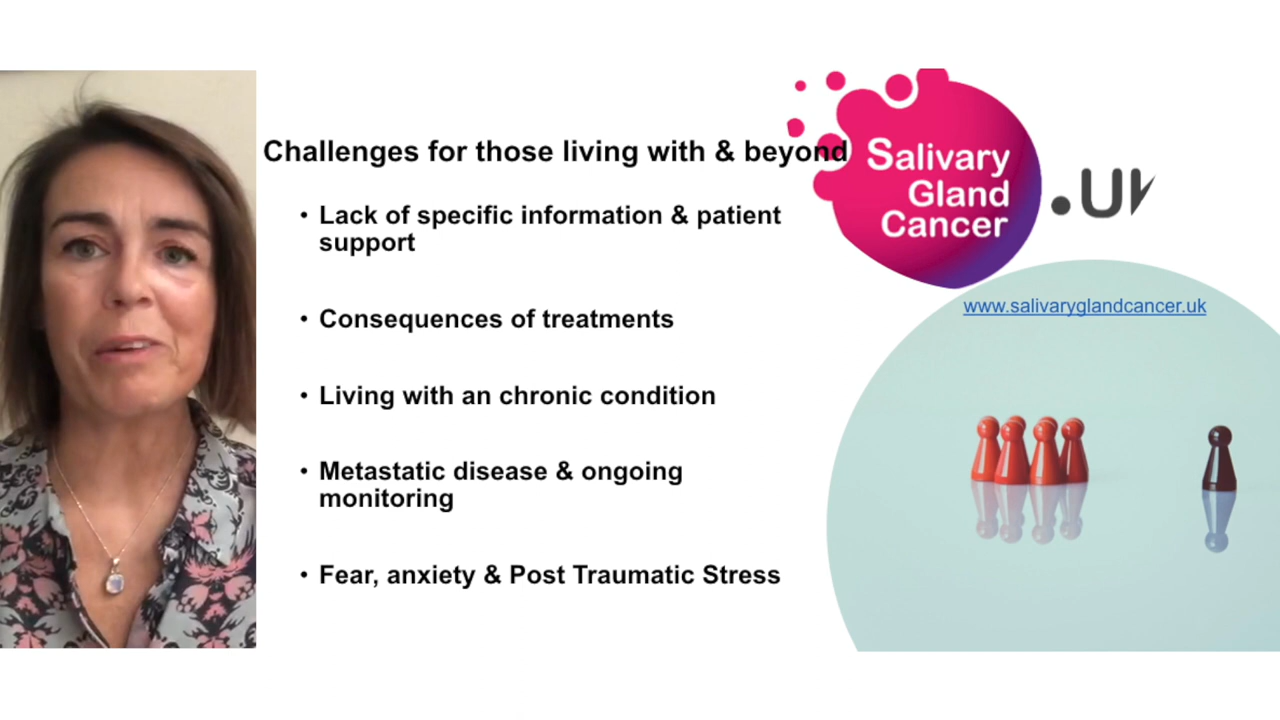 Challenges for those living with & beyond
• Lack of specific information & patient
support
• Consequences of treatments
• Living with an chronic condition
• Metastatic disease & ongoing
monitoring
• Fear, anxiety & Post Traumatic Stress
Salivary
Gland
Cancer
.UK
www.salivaryglandcancer.uk